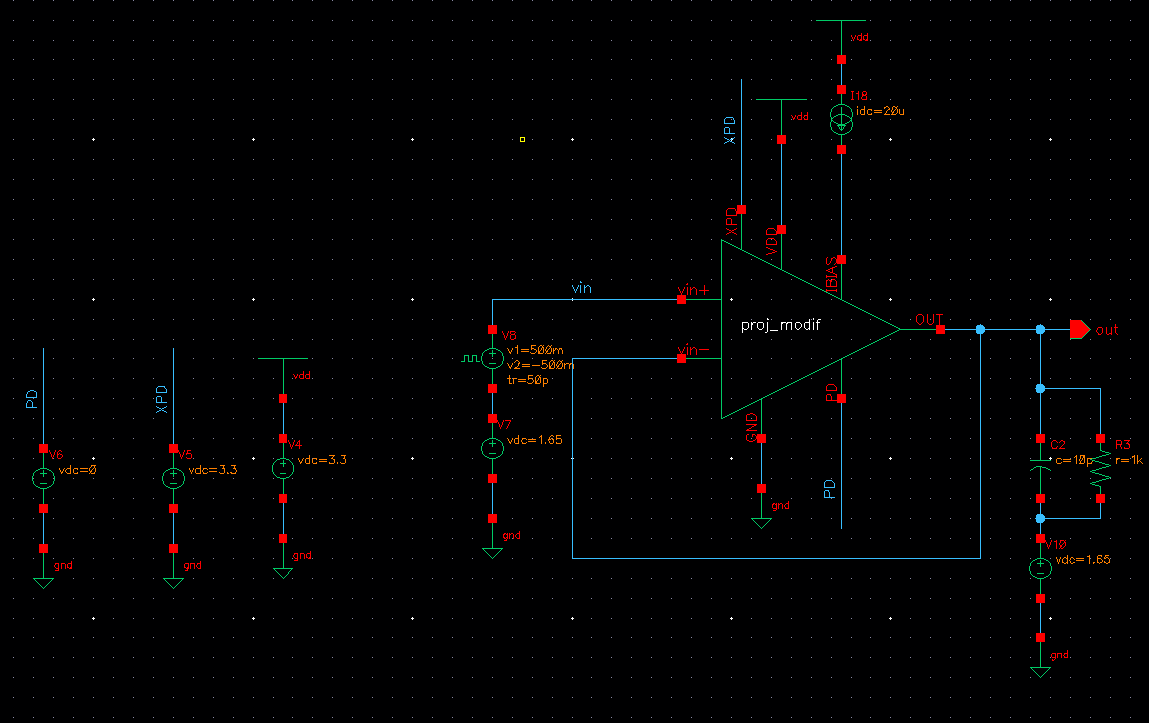 vdd.
I18.
idc=20u
XPD
vdd.
XPD
VDD
IBIAS
vin
vin+
proj_modif
OUT
out
V8
v1=500m
v2=-500m
tr=50p
vin-
vdd.
PD
XPD
PD
V7
vdc=1.65
GND
V6
vdc=0
V5
vdc=3.3
V4
vdc=3.3
C2
c=10p
R3
r=1k
PD
gnd
gnd
gnd
gnd
gnd.
V10
vdc=1.65
gnd.